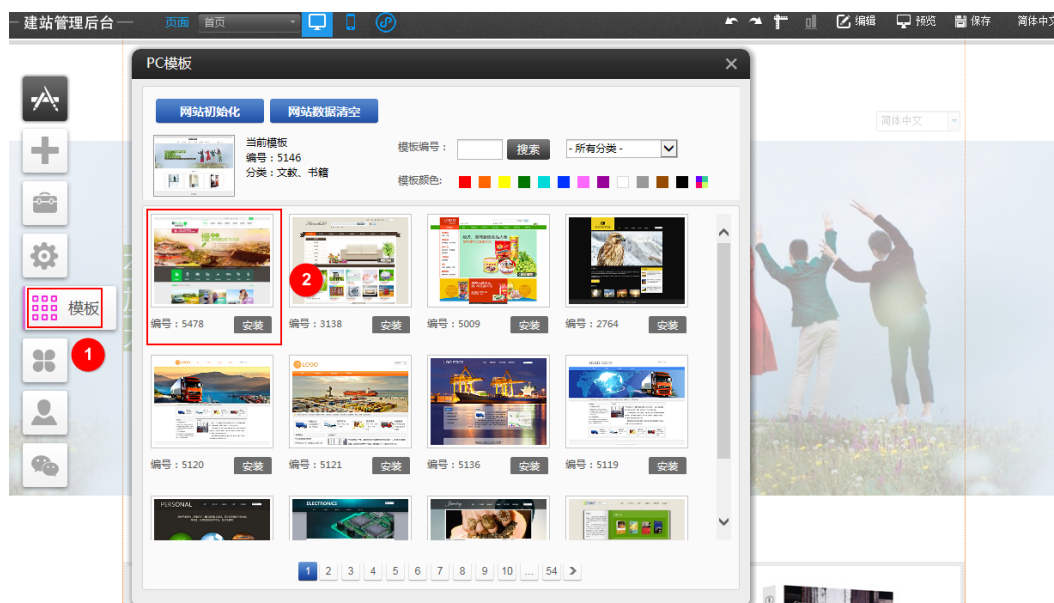 建站管理后台
页面 首页
编辑 预览 保存 简体中文
PC模板
网站初始化 网站数据清空
当前模板
编号：5146
分类：文教、书籍
模板编号： 搜索 - 所有分类 -
模板颜色:
简体中文
模板
1
2
编号：5478 安装 编号：3138 安装 编号：5009 安装 编号：2764 安装
LOGO
编号：5120 安装 编号：5121 安装 编号：5136 安装 编号：5119 安装
PERSONAL ELECTRONICS
1 2 3 4 5 6 7 8 9 10 ... 54 >